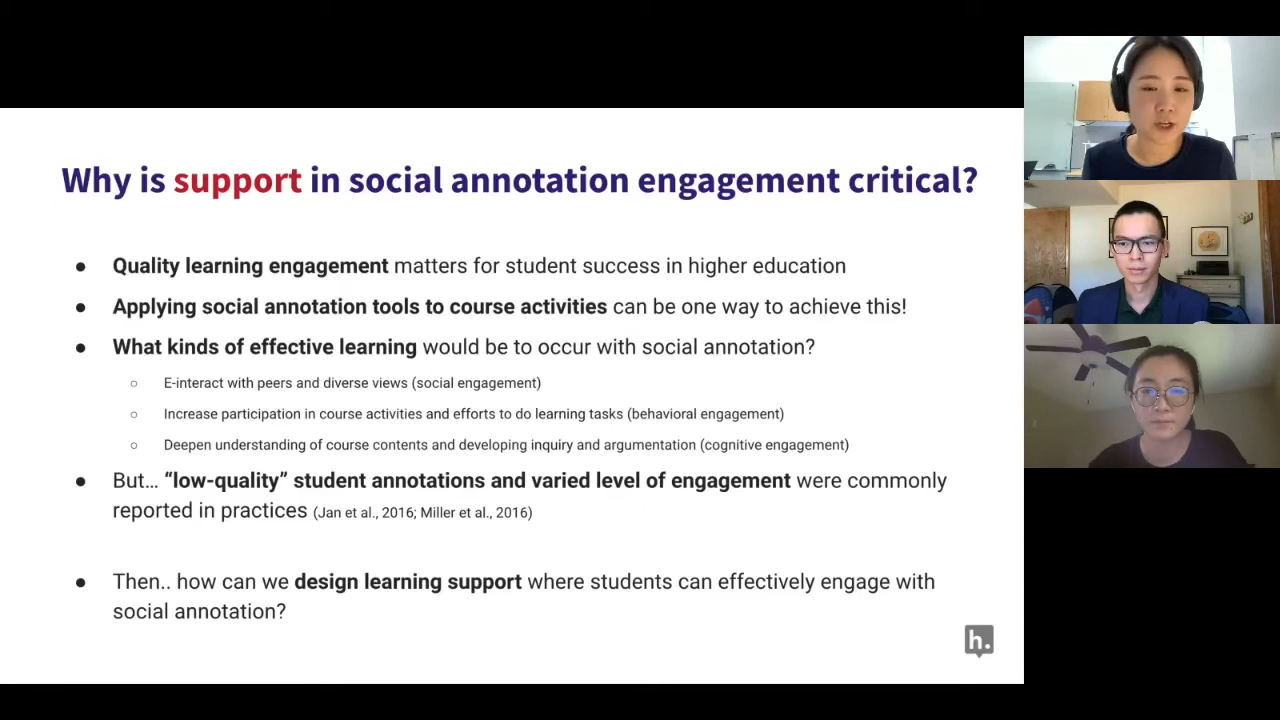 Why is support in social annotation engagement critical?
● Quality learning engagement matters for student success in higher education
● Applying social annotation tools to course activities can be one way to achieve this!
● What kinds of effective learning would be to occur with social annotation?
○ E-interact with peers and diverse views (social engagement)
○ Increase participation in course activities and efforts to do learning tasks (behavioral engagement)
○ Deepen understanding of course contents and developing inquiry and argumentation (cognitive engagement)
● But… “low-quality” student annotations and varied level of engagement were commonly
reported in practices (Jan et al., 2016; Miller et al., 2016)
● Then.. how can we design learning support where students can effectively engage with
social annotation?
h.